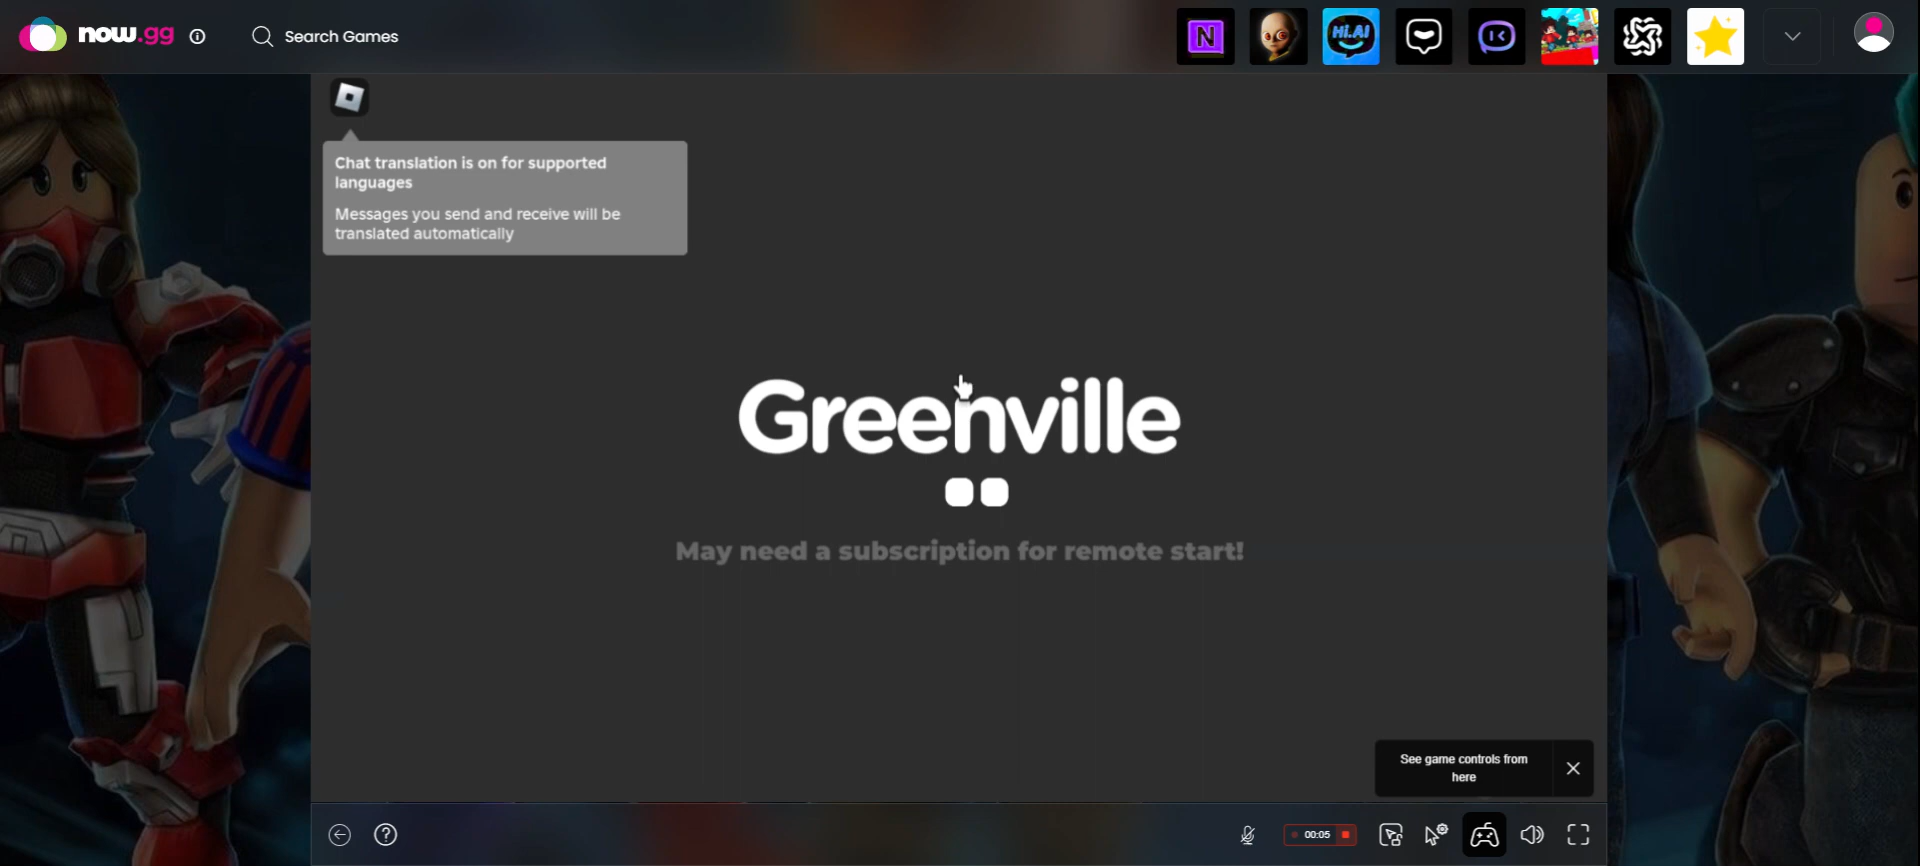 now.gg
Search Games
N
Hi.AI
Chat translation is on for supported
languages
Messages you send and receive will be
translated automatically
Greenville
May need a subscription for remote start!
See game controls from
here
00:05